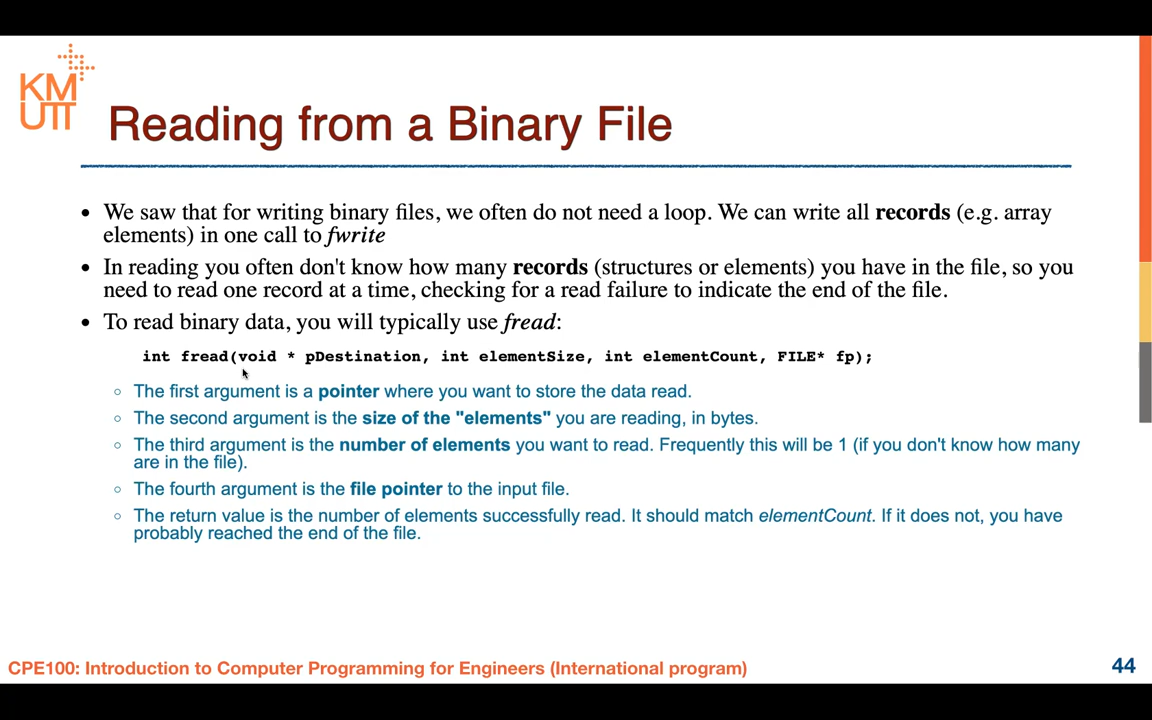 KM
UTT
Reading from a Binary File
• We saw that for writing binary files, we often do not need a loop. We can write all records (e.g. array
elements) in one call to fwrite
• In reading you often don't know how many records (structures or elements) you have in the file, so you
need to read one record at a time, checking for a read failure to indicate the end of the file.
• To read binary data, you will typically use fread:
int fread(void * pDestination, int elementSize, int elementCount, FILE* fp);
◦ The first argument is a pointer where you want to store the data read.
◦ The second argument is the size of the "elements" you are reading, in bytes.
◦ The third argument is the number of elements you want to read. Frequently this will be 1 (if you don't know how many
are in the file).
◦ The fourth argument is the file pointer to the input file.
◦ The return value is the number of elements successfully read. It should match elementCount. If it does not, you have
probably reached the end of the file.
CPE100: Introduction to Computer Programming for Engineers (International program)
44